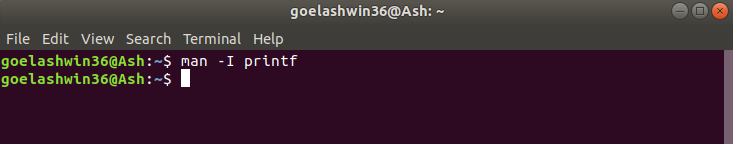 goelashwin36@Ash: ~
File Edit View Search Terminal Help
goelashwin36@Ash:~$ man -I printf
goelashwin36@Ash:~$